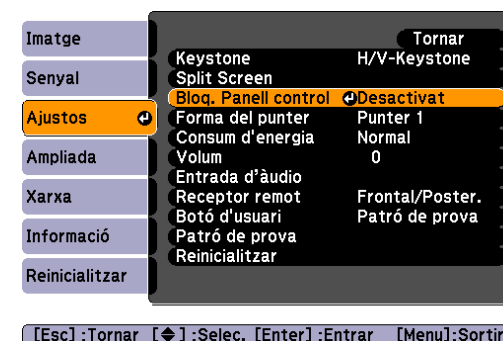 Imatge
Senyal
Ajustos
Ampliada
Xarxa
Informació
Reinicialitzar
Tornar
Keystone H/V-Keystone
Split Screen
Bloq. Panell control Desactivat
Forma del punter Punter 1
Consum d'energia Normal
Volum 0
Entrada d'àudio
Receptor remot Frontal/Poster.
Botó d'usuari Patró de prova
Patró de prova
Reinicialitzar
[Esc] :Tornar [◆] :Selec. [Enter] :Entrar [Menu]:Sortir